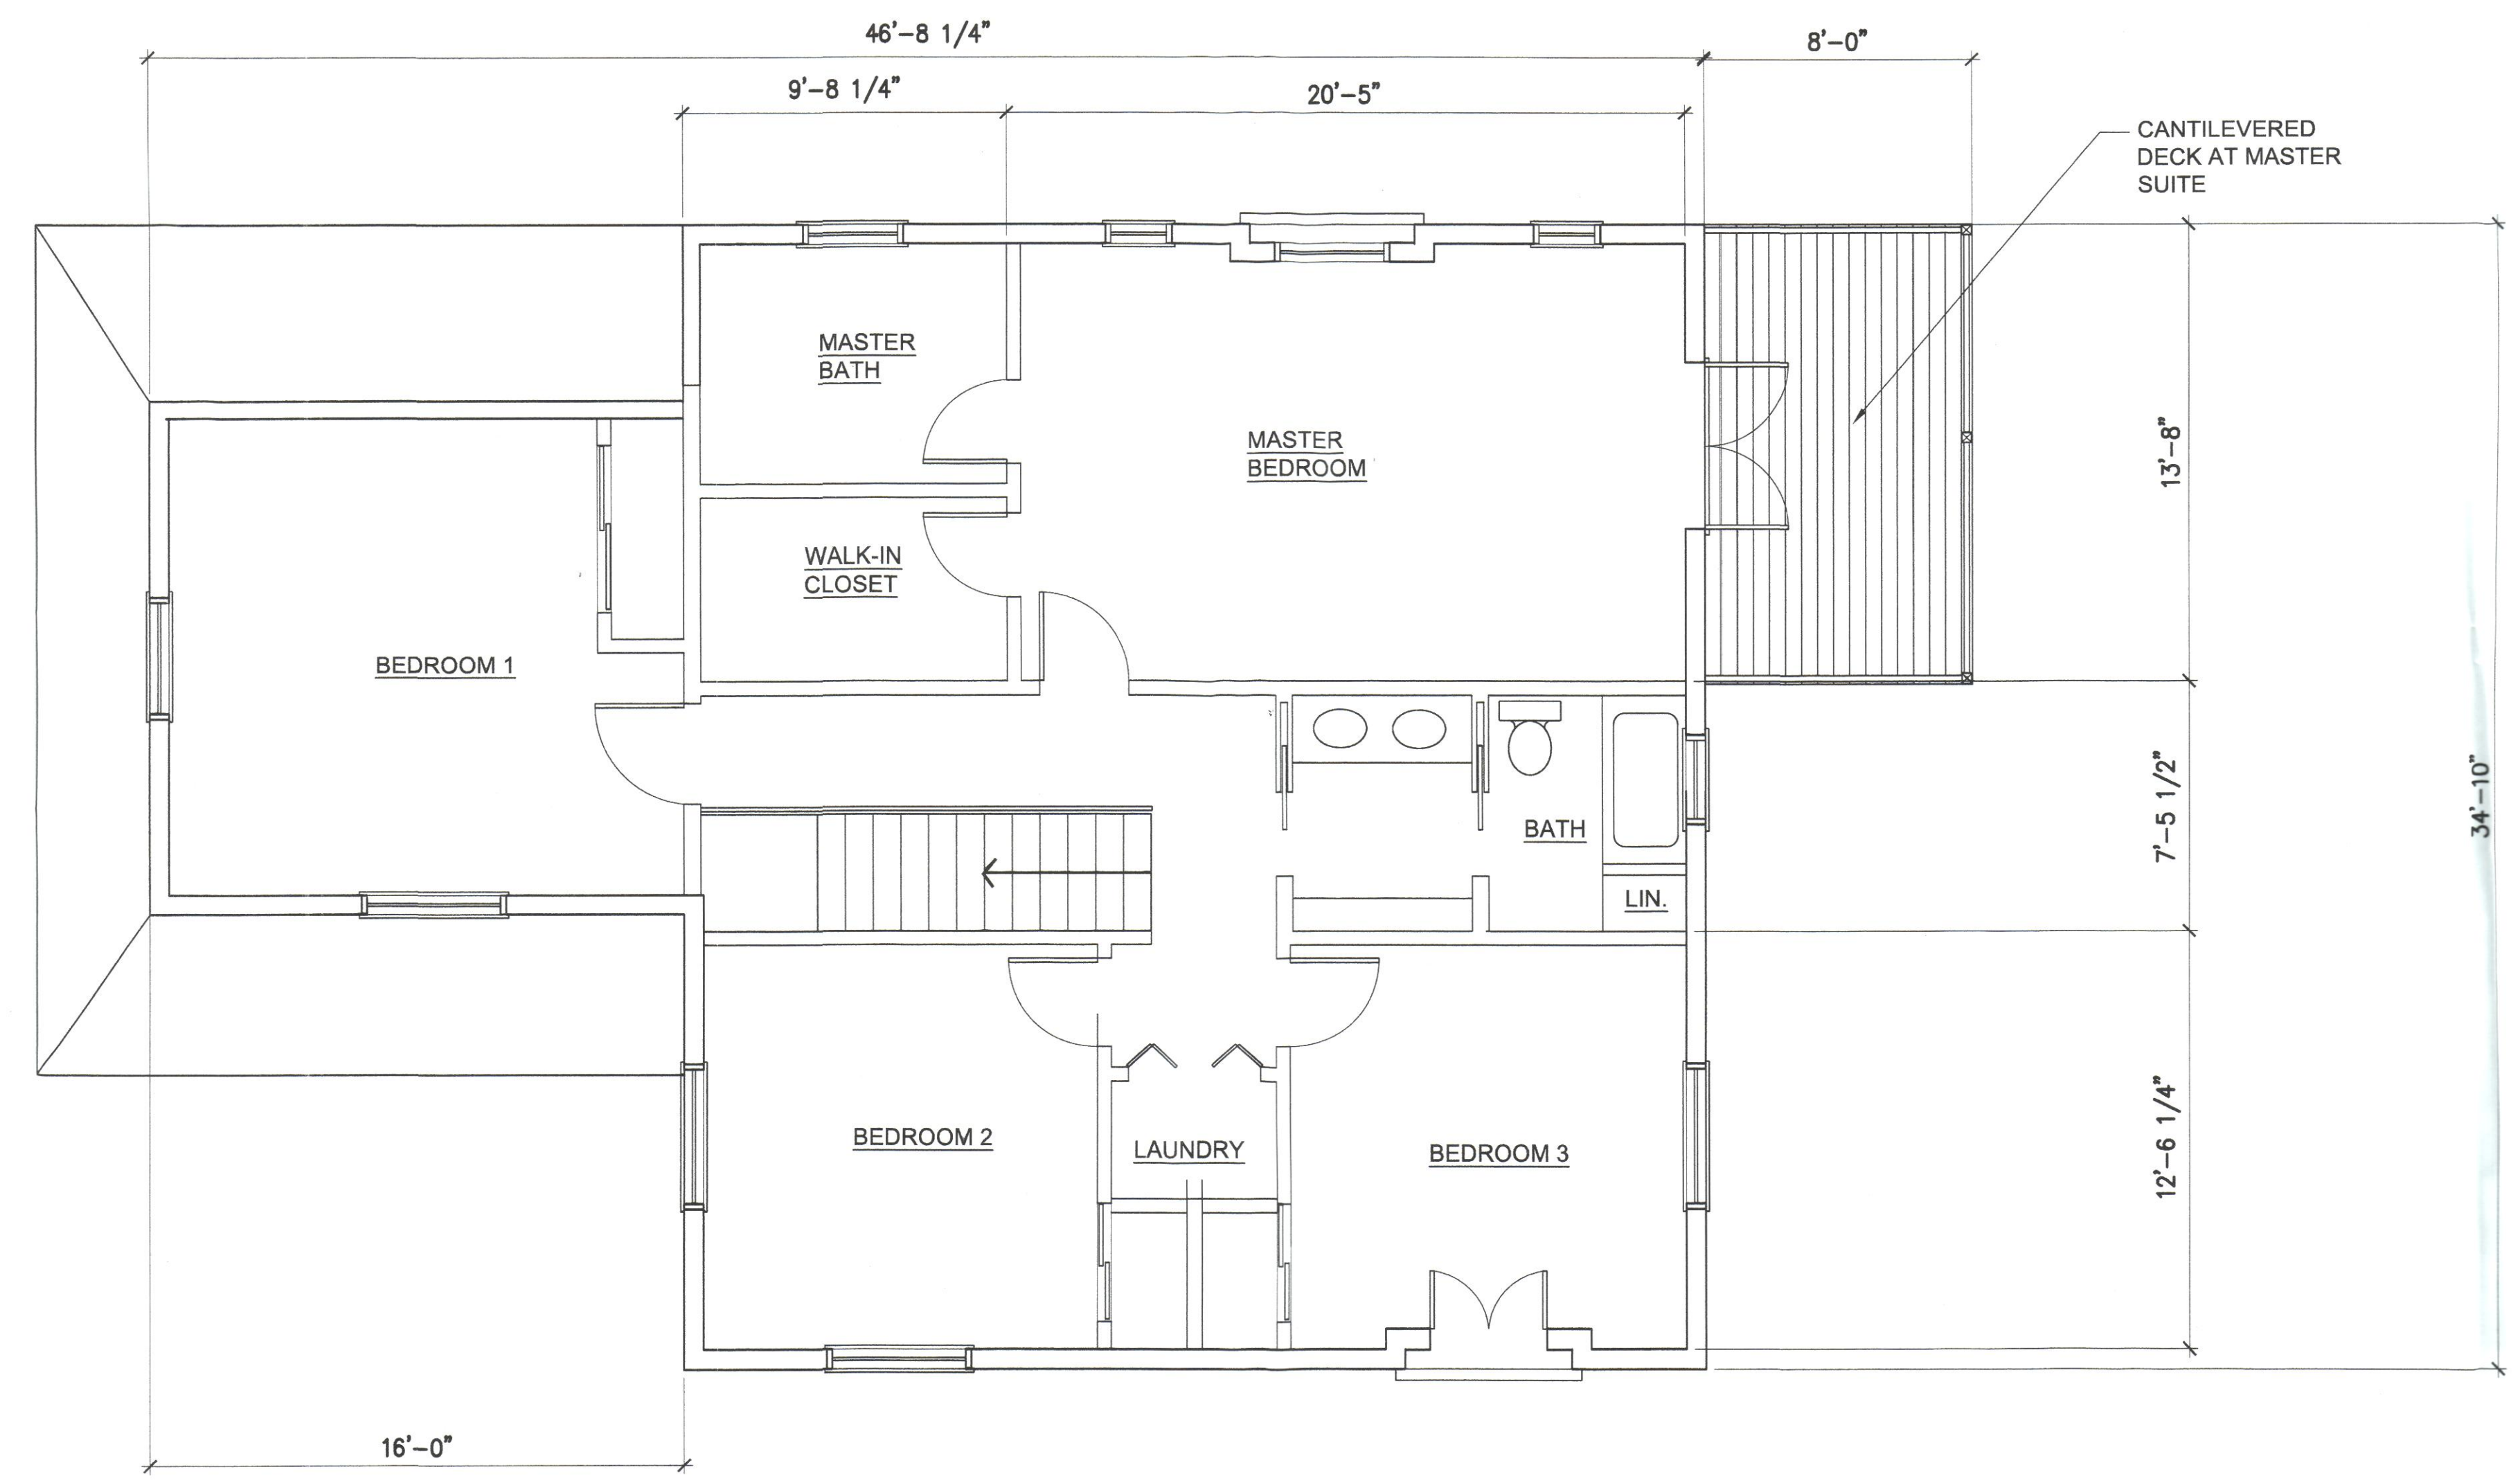 46'-8 1/4"
8'-0"
9'-8 1/4"
20'-5"
CANTILEVERED
DECK AT MASTER
SUITE
MASTER
BATH
MASTER
BEDROOM
13'-8"
WALK-IN
CLOSET
BEDROOM 1
BATH
7'-5 1/2"
34'-10"
LIN.
BEDROOM 2
LAUNDRY
BEDROOM 3
12'-6 1/4"
16'-0"